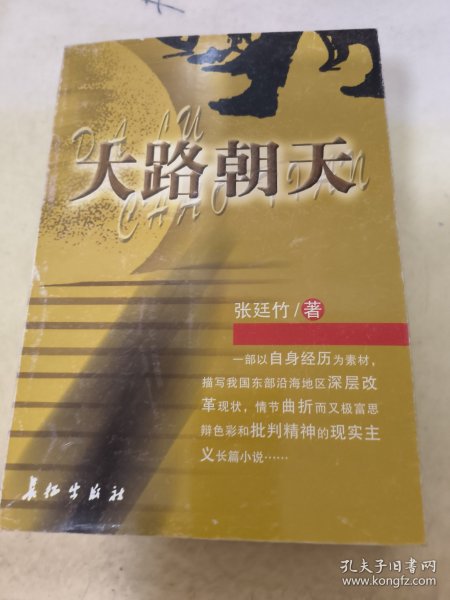 DA LU
大路朝天
CHAO TIAN
张廷竹/著
一部以自身经历为素材，
描写我国东部沿海地区深层改
革现状，情节曲折而又极富思
辩色彩和批判精神的现实主
义长篇小说……
长征出版社
孔夫子旧书网
www.kongfz.com